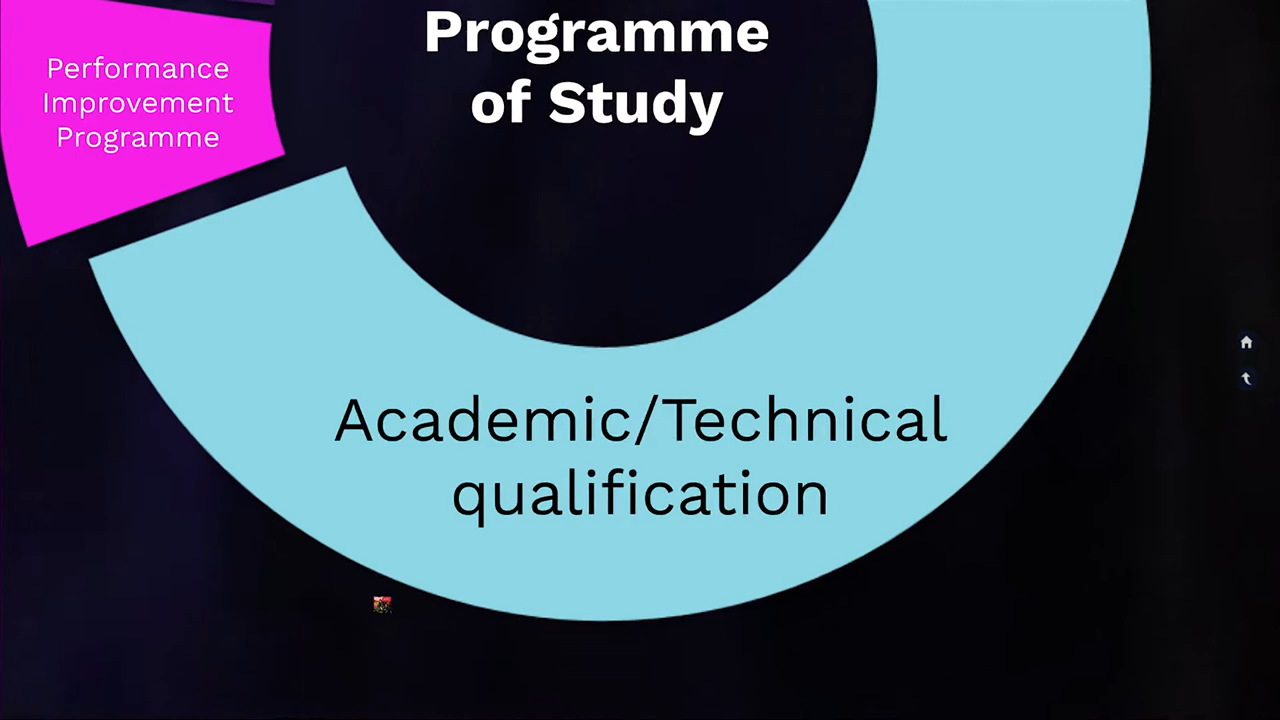 Programme
of Study
Performance
Improvement
Programme
Academic/Technical
qualification